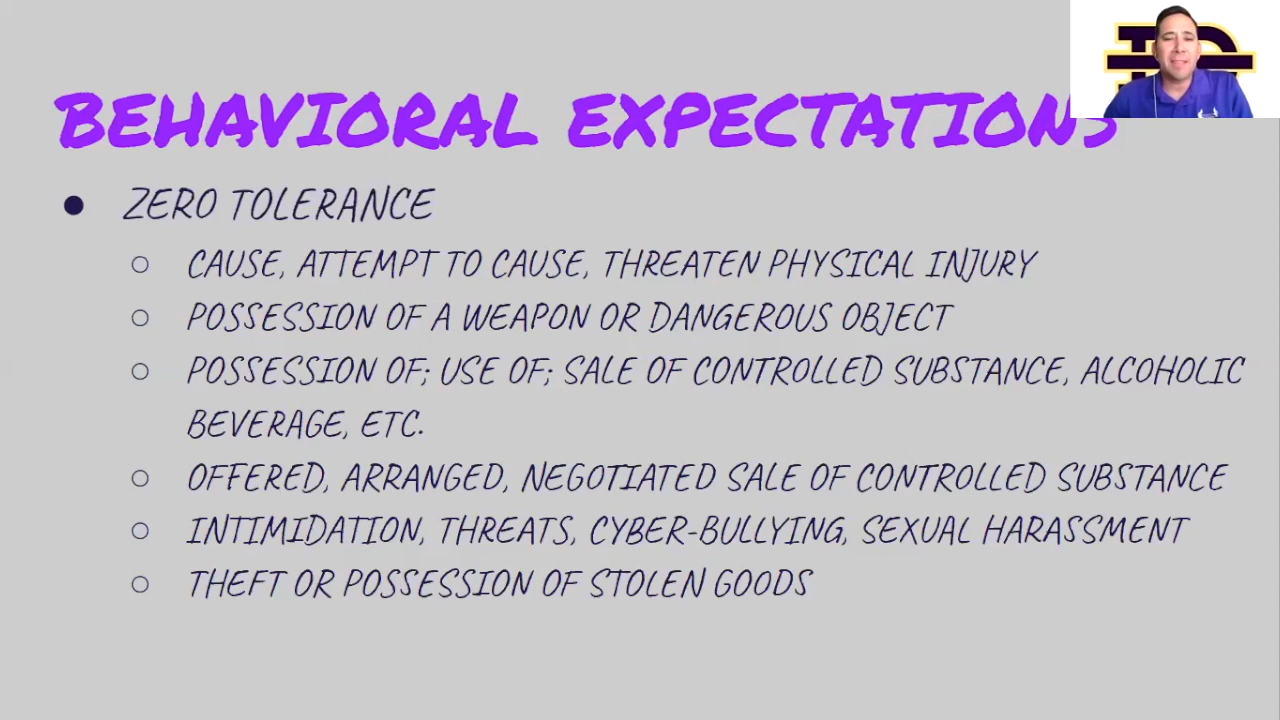 BEHAVIORAL EXPECTATIONS
● ZERO TOLERANCE
○ CAUSE, ATTEMPT TO CAUSE, THREATEN PHYSICAL INJURY
○ POSSESSION OF A WEAPON OR DANGEROUS OBJECT
○ POSSESSION OF; USE OF; SALE OF CONTROLLED SUBSTANCE, ALCOHOLIC
BEVERAGE, ETC.
○ OFFERED, ARRANGED, NEGOTIATED SALE OF CONTROLLED SUBSTANCE
○ INTIMIDATION, THREATS, CYBER-BULLYING, SEXUAL HARASSMENT
○ THEFT OR POSSESSION OF STOLEN GOODS